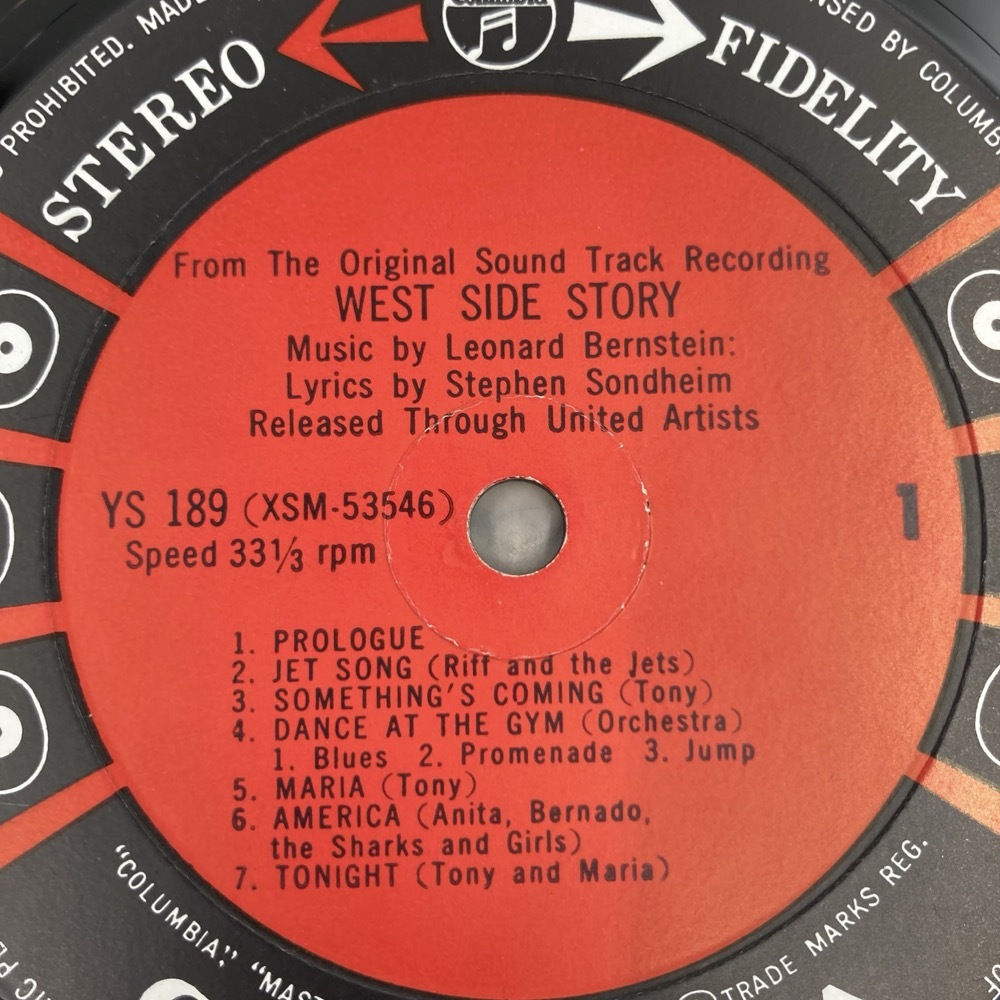 PROHIBITED. MADE
STEREO
FIDELITY
BY COLUMBIA
From The Original Sound Track Recording
WEST SIDE STORY
Music by Leonard Bernstein:
Lyrics by Stephen Sondheim
Released Through United Artists
YS 189 (XSM-53546)
Speed 33⅓ rpm
1
1. PROLOGUE
2. JET SONG (Riff and the Jets)
3. SOMETHING'S COMING (Tony)
4. DANCE AT THE GYM (Orchestra)
1. Blues 2. Promenade 3. Jump
5. MARIA (Tony)
6. AMERICA (Anita, Bernado,
the Sharks and Girls)
7. TONIGHT (Tony and Maria)
"COLUMBIA,"
TRADE MARKS REG.